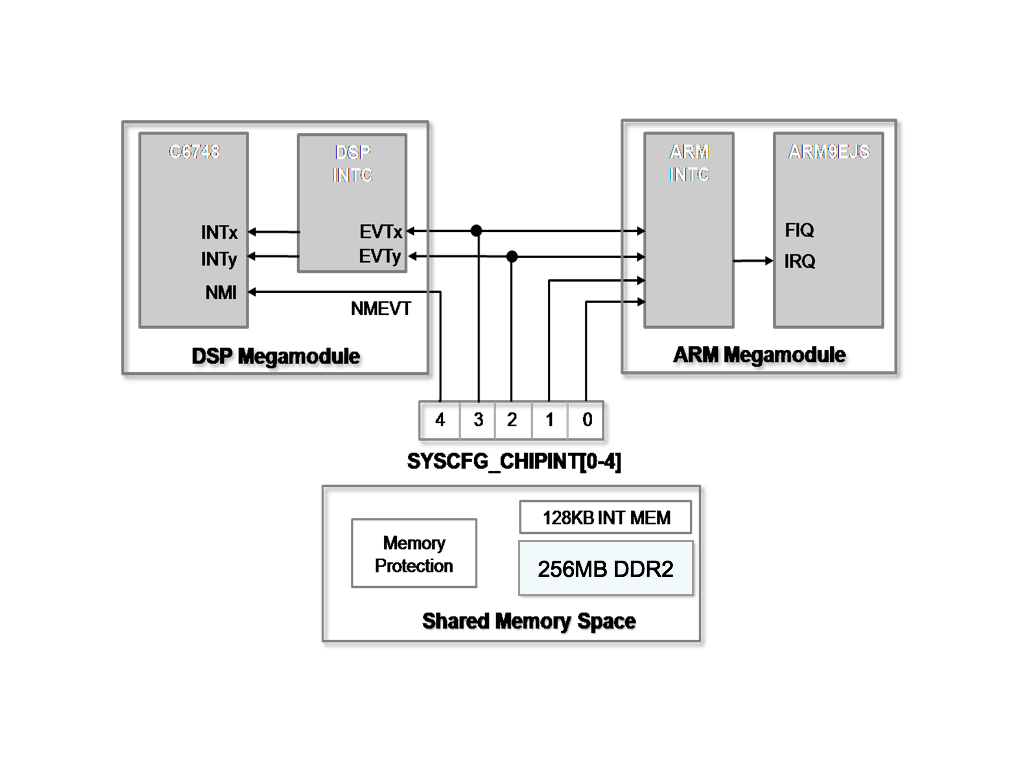 C6748
DSP
INTC
INTx
INTy
NMI
EVTx
EVTy
NMEVT
DSP Megamodule
ARM
INTC
ARM9EJS
FIQ
IRQ
ARM Megamodule
4 3 2 1 0
SYSCFG_CHIPINT[0-4]
Memory
Protection
128KB INT MEM
256MB DDR2
Shared Memory Space